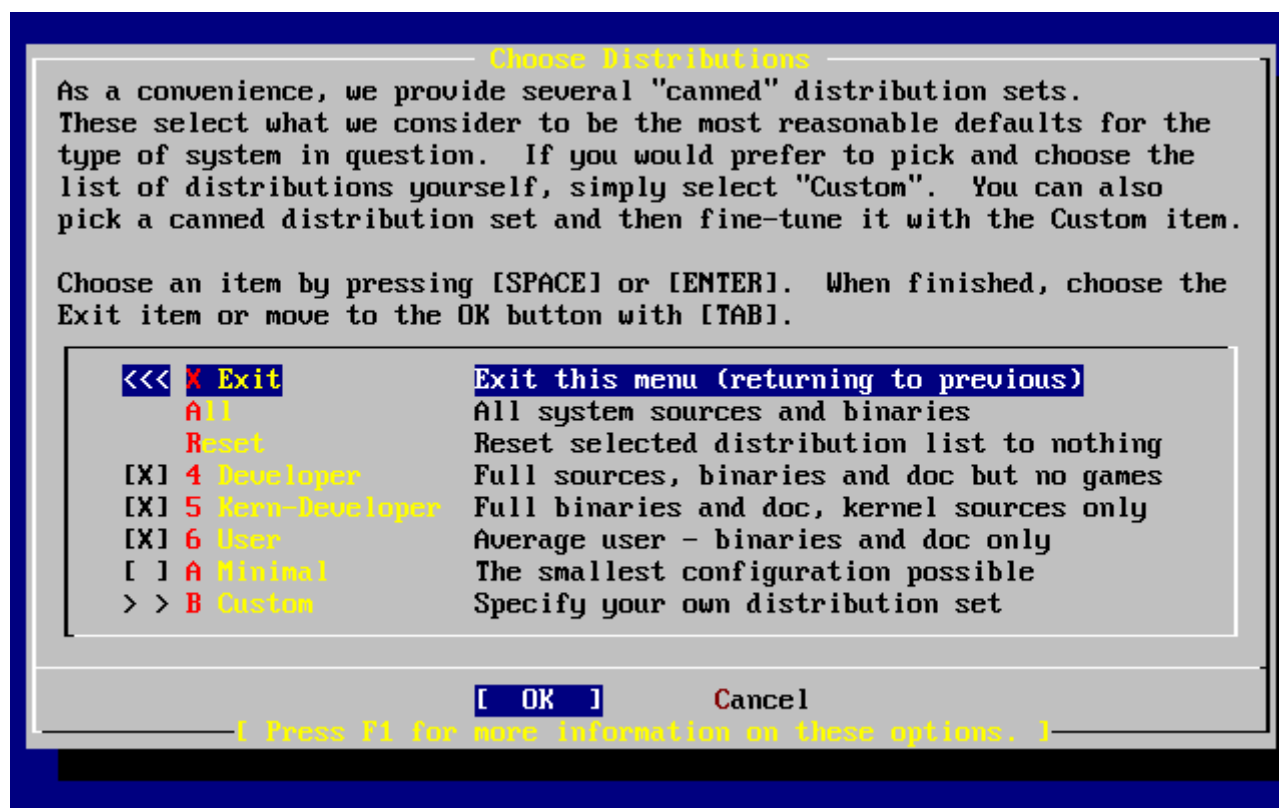 Choose Distributions
As a convenience, we provide several "canned" distribution sets.
These select what we consider to be the most reasonable defaults for the
type of system in question.  If you would prefer to pick and choose the
list of distributions yourself, simply select "Custom".  You can also
pick a canned distribution set and then fine-tune it with the Custom item.
Choose an item by pressing [SPACE] or [ENTER].  When finished, choose the
Exit item or move to the OK button with [TAB].
<<< X Exit Exit this menu (returning to previous)
All All system sources and binaries
Reset Reset selected distribution list to nothing
[X] 4 Developer Full sources, binaries and doc but no games
[X] 5 Kern-Developer Full binaries and doc, kernel sources only
[X] 6 User Average user - binaries and doc only
[ ] A Minimal The smallest configuration possible
> > B Custom Specify your own distribution set
[ OK ] Cancel
[ Press F1 for more information on these options. ]